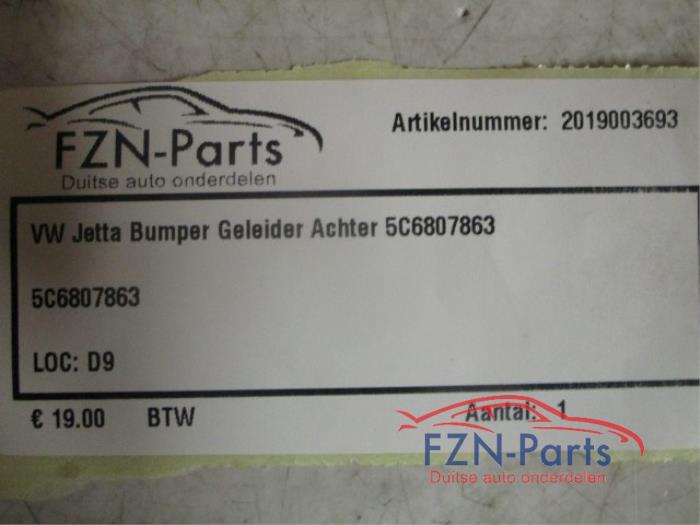 FZN-Parts
Duitse auto onderdelen
Artikelnummer: 2019003693
VW Jetta Bumper Geleider Achter 5C6807863
5C6807863
LOC: D9
€ 19.00 BTW Aantal: 1
FZN-Parts
Duitse auto onderdelen